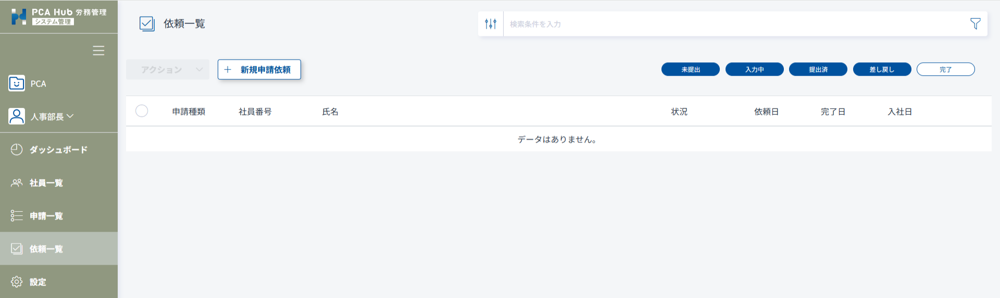 PCA Hub 労務管理
システム管理
PCA
人事部長
ダッシュボード
社員一覧
申請一覧
依頼一覧
設定
依頼一覧
検索条件を入力
アクション
新規申請依頼
未提出
入力中
提出済
差し戻し
完了
申請種類 社員番号 氏名 状況 依頼日 完了日 入社日
データはありません。